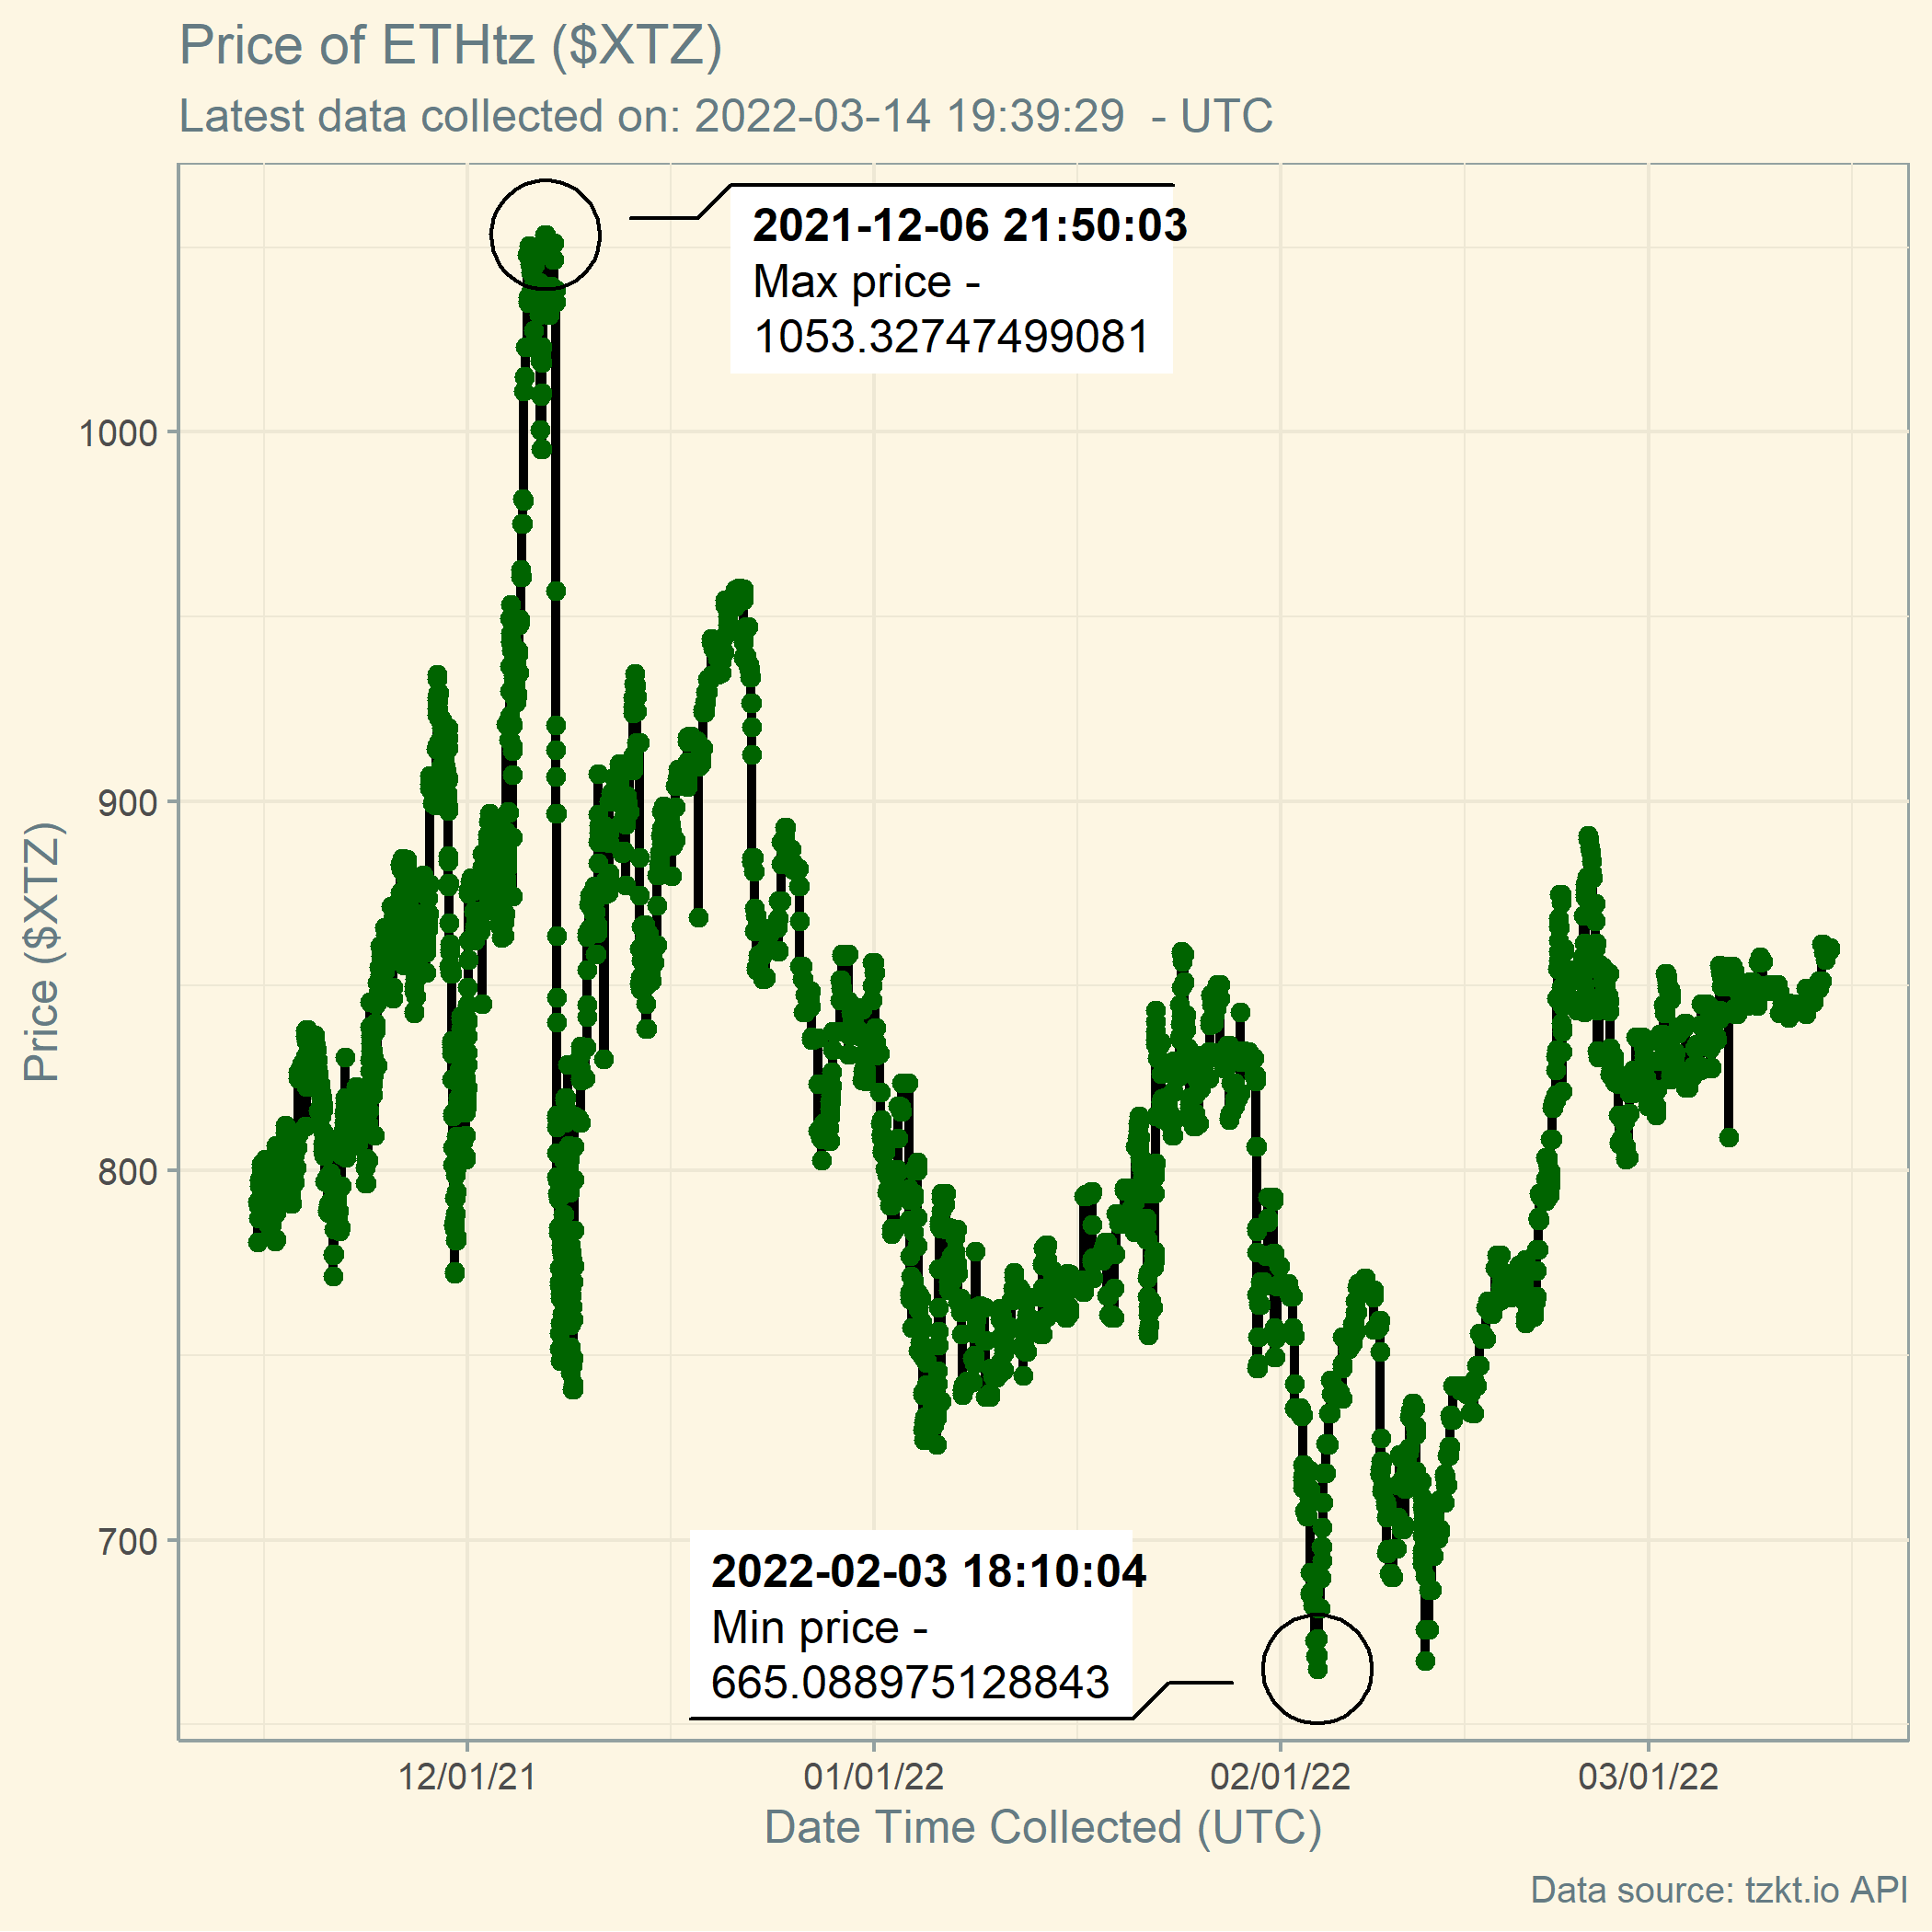 Price of ETHtz ($XTZ)
Latest data collected on: 2022-03-14 19:39:29  - UTC
2021-12-06 21:50:03
Max price -
1053.32747499081
1000
900
800
700
Price ($XTZ)
2022-02-03 18:10:04
Min price -
665.088975128843
12/01/21
01/01/22
02/01/22
03/01/22
Date Time Collected (UTC)
Data source: tzkt.io API